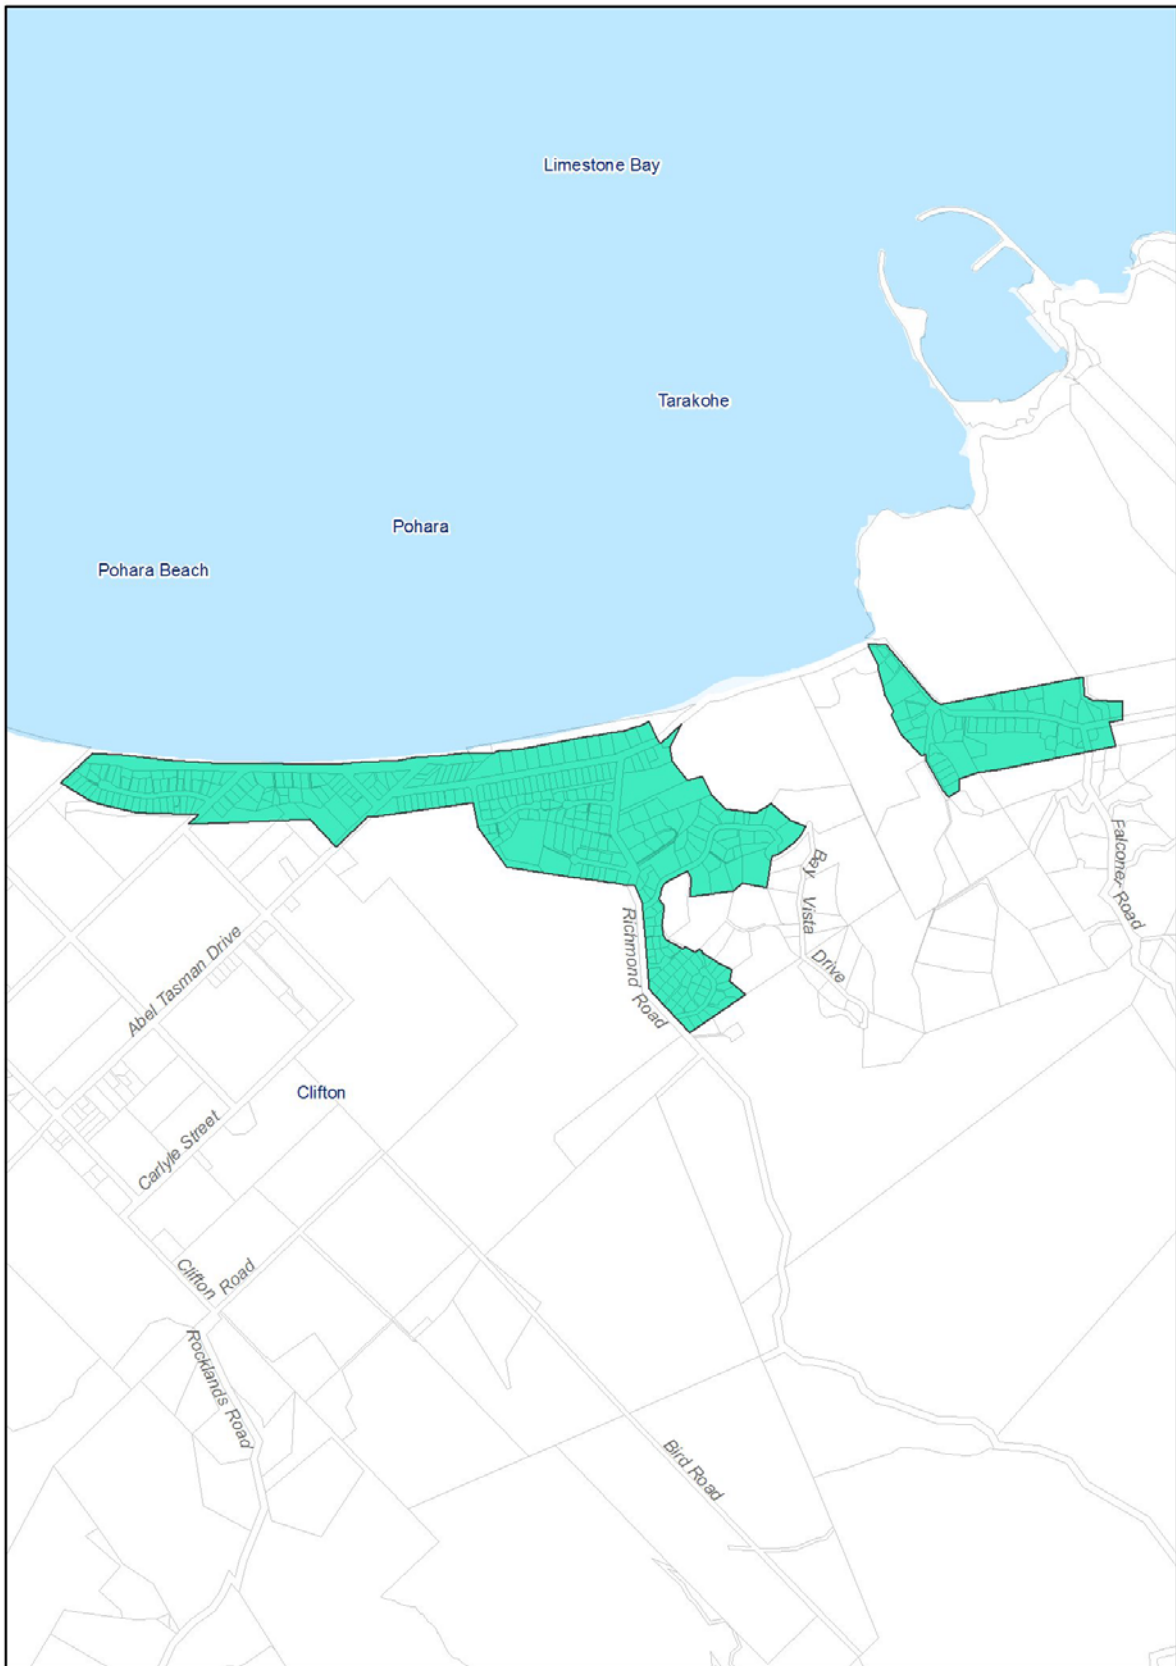 Limestone Bay
Tarakohe
Pohara
Pohara Beach
Bay Vista Drive
Falconer Road
Richmond Road
Abel Tasman Drive
Clifton
Carlyle Street
Clifton Road
Rocklands Road
Bird Road